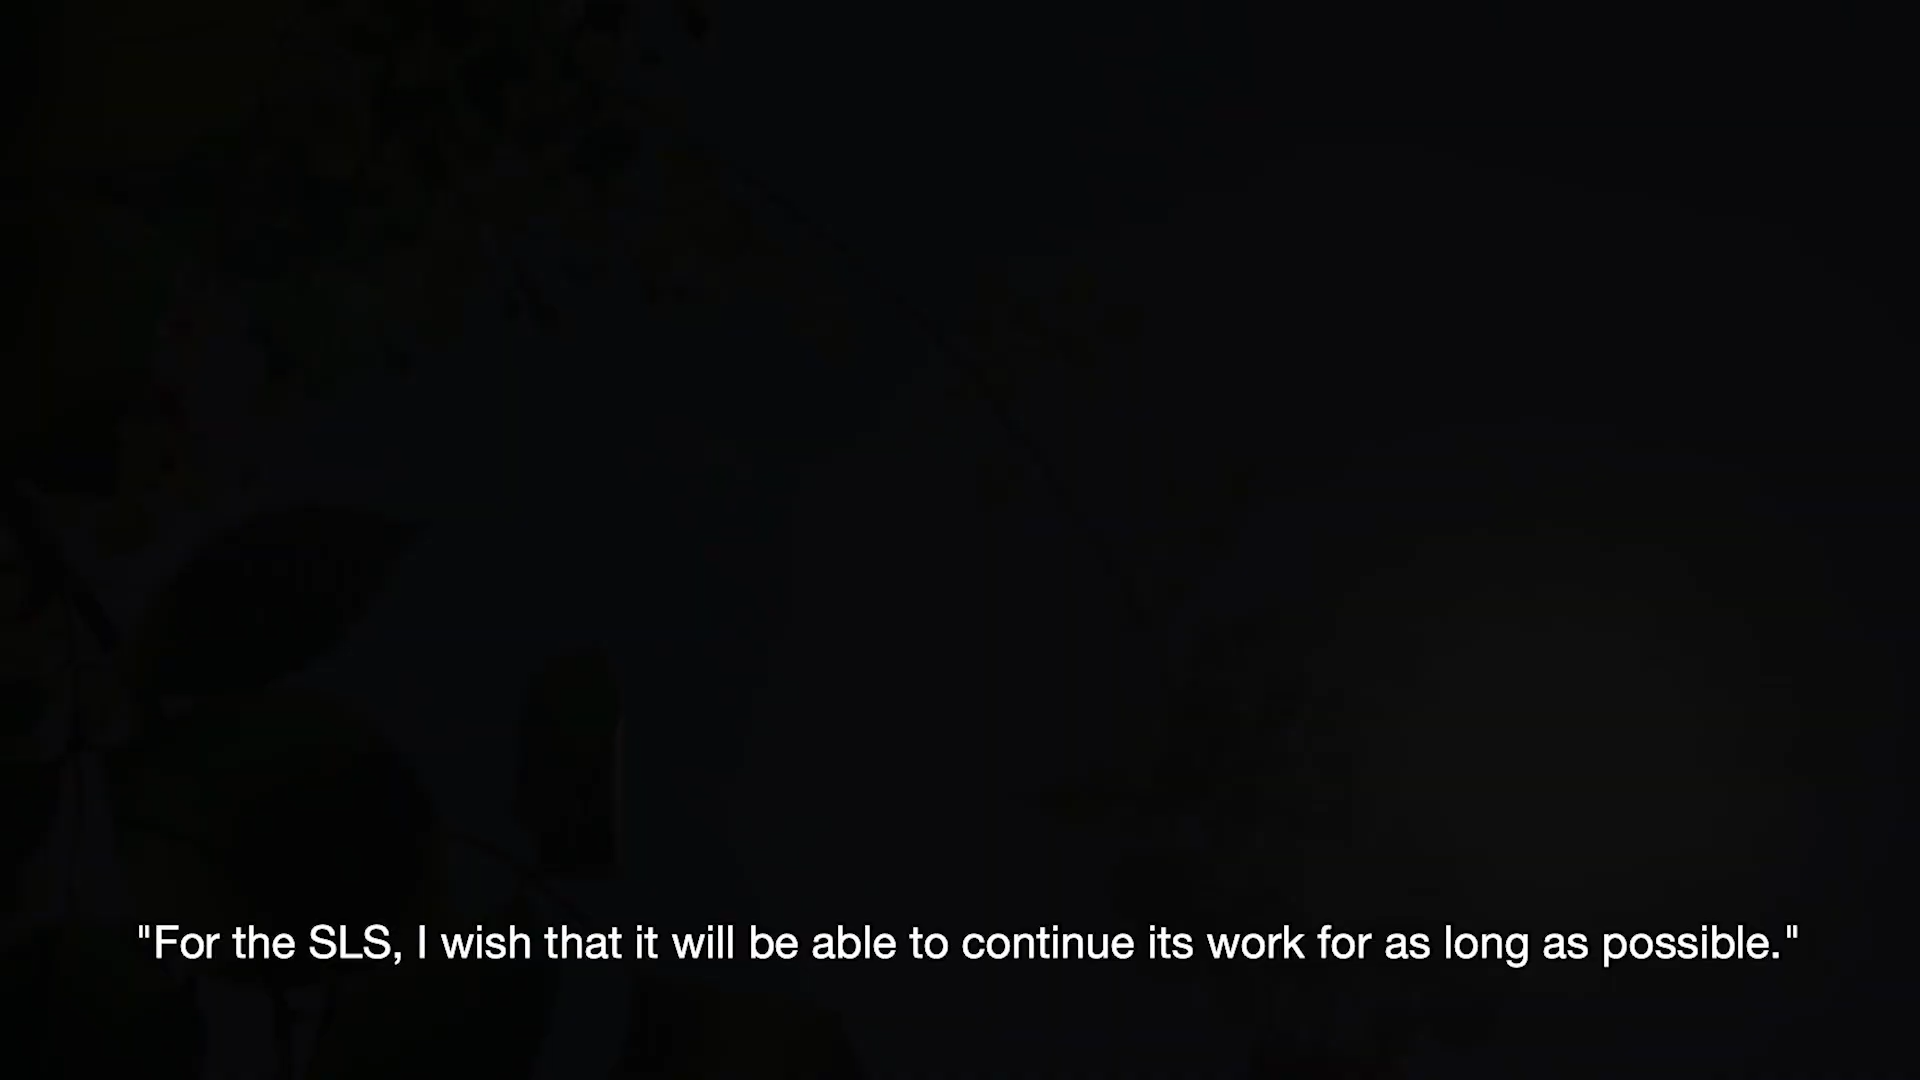 "For the SLS, I wish that it will be able to continue its work for as long as possible."